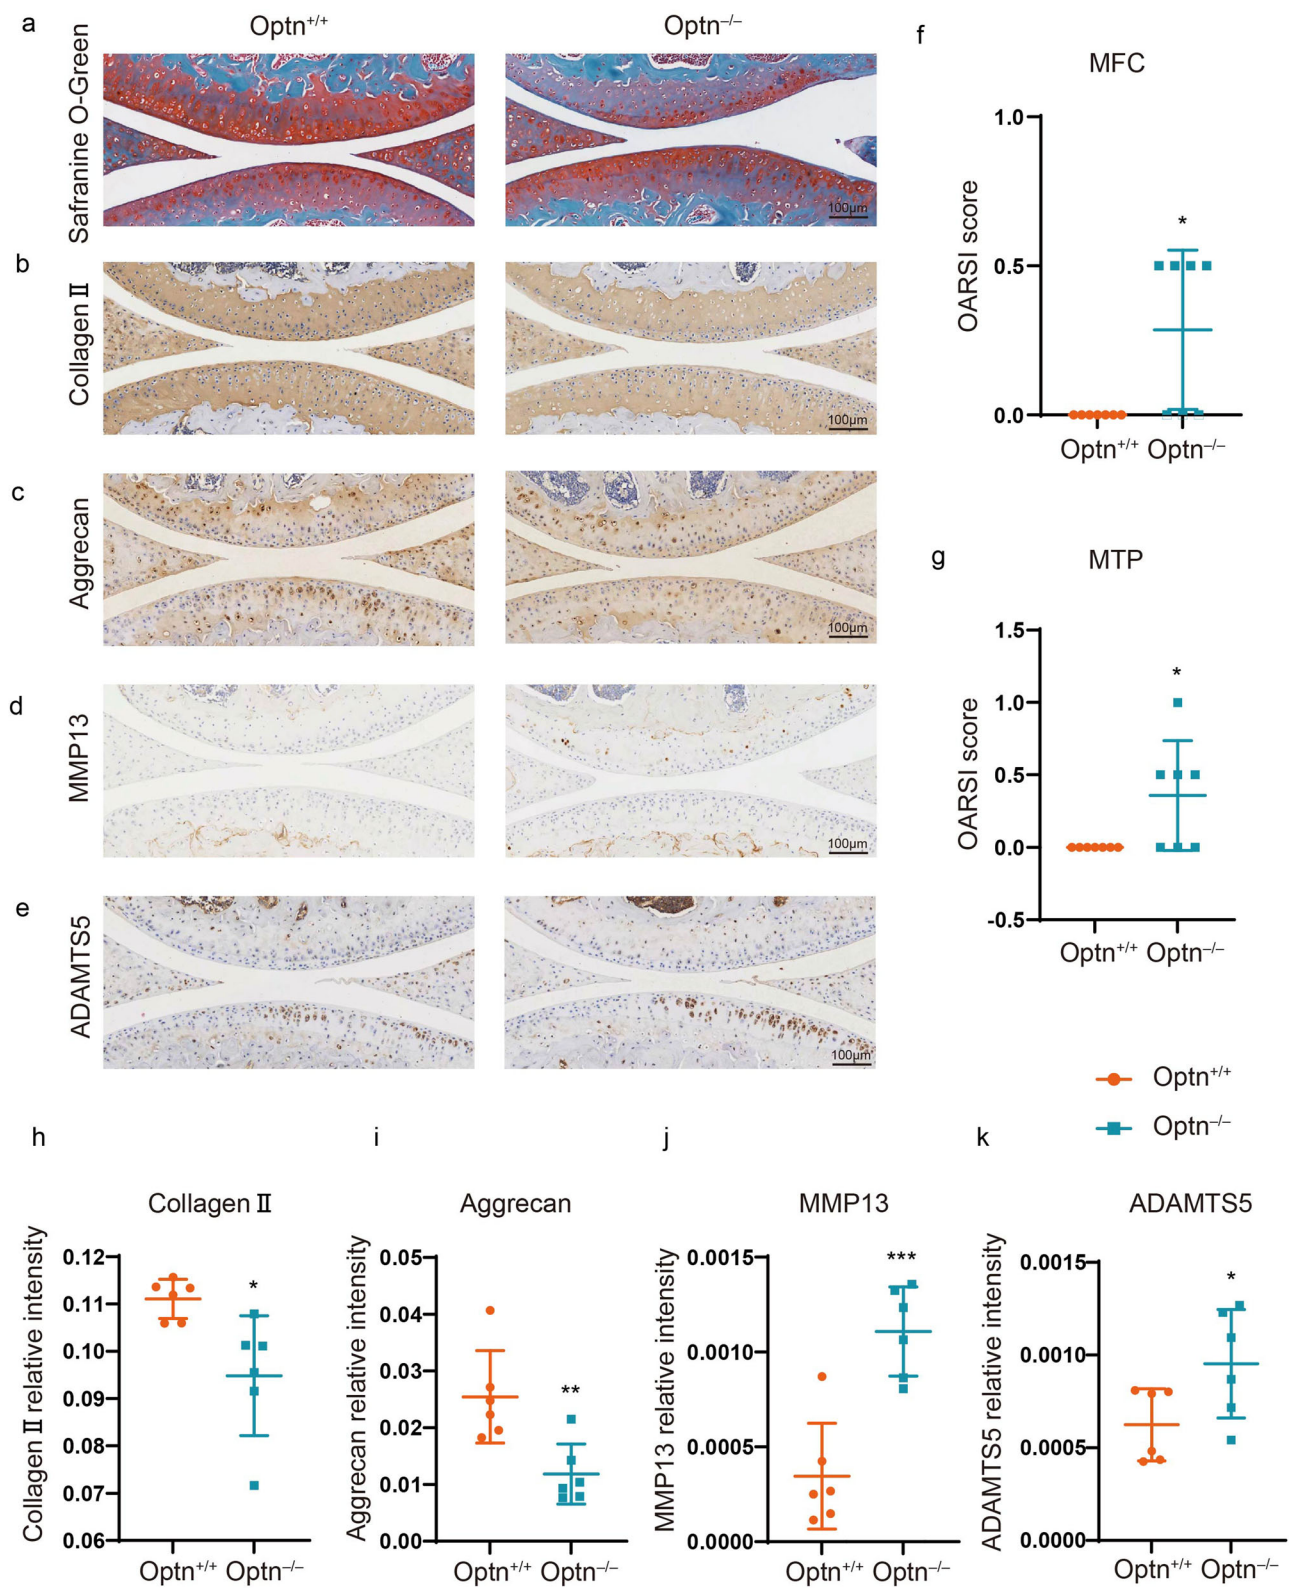 a
Optn+/+
Optn–/–
Safranine O-Green
100μm
b
Collagen Ⅱ
100μm
c
Aggrecan
100μm
d
MMP13
100μm
e
ADAMTS5
100μm
f
MFC
OARSI score
1.0
0.5
0.0
*
Optn+/+ Optn–/–
g
MTP
OARSI score
1.5
1.0
0.5
0.0
-0.5
*
Optn+/+ Optn–/–
Optn+/+
Optn–/–
h
Collagen Ⅱ
Collagen Ⅱ relative intensity
0.12
0.11
0.10
0.09
0.08
0.07
0.06
*
Optn+/+ Optn–/–
i
Aggrecan
Aggrecan relative intensity
0.05
0.04
0.03
0.02
0.01
0.00
**
Optn+/+ Optn–/–
j
MMP13
MMP13 relative intensity
0.0015
0.0010
0.0005
0.0000
***
Optn+/+ Optn–/–
k
ADAMTS5
ADAMTS5 relative intensity
0.0015
0.0010
0.0005
0.0000
*
Optn+/+ Optn–/–